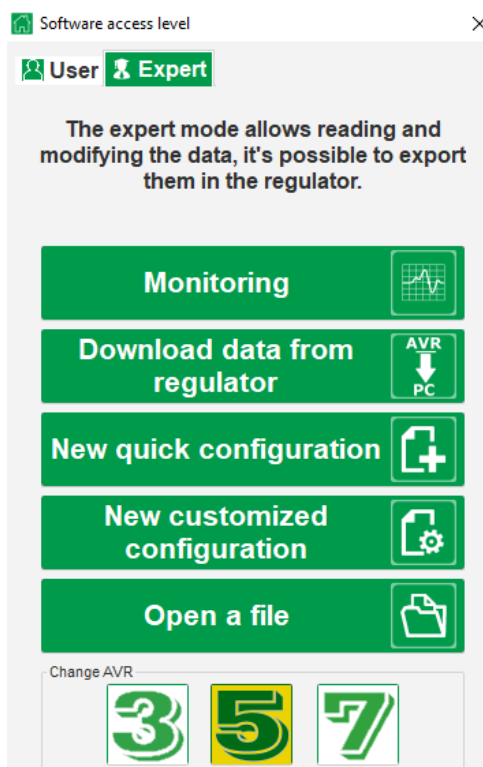 Software access level
User Expert
The expert mode allows reading and
modifying the data, it's possible to export
them in the regulator.
Monitoring
Download data from
regulator
AVR
PC
New quick configuration
New customized
configuration
Open a file
Change AVR
3 5 7